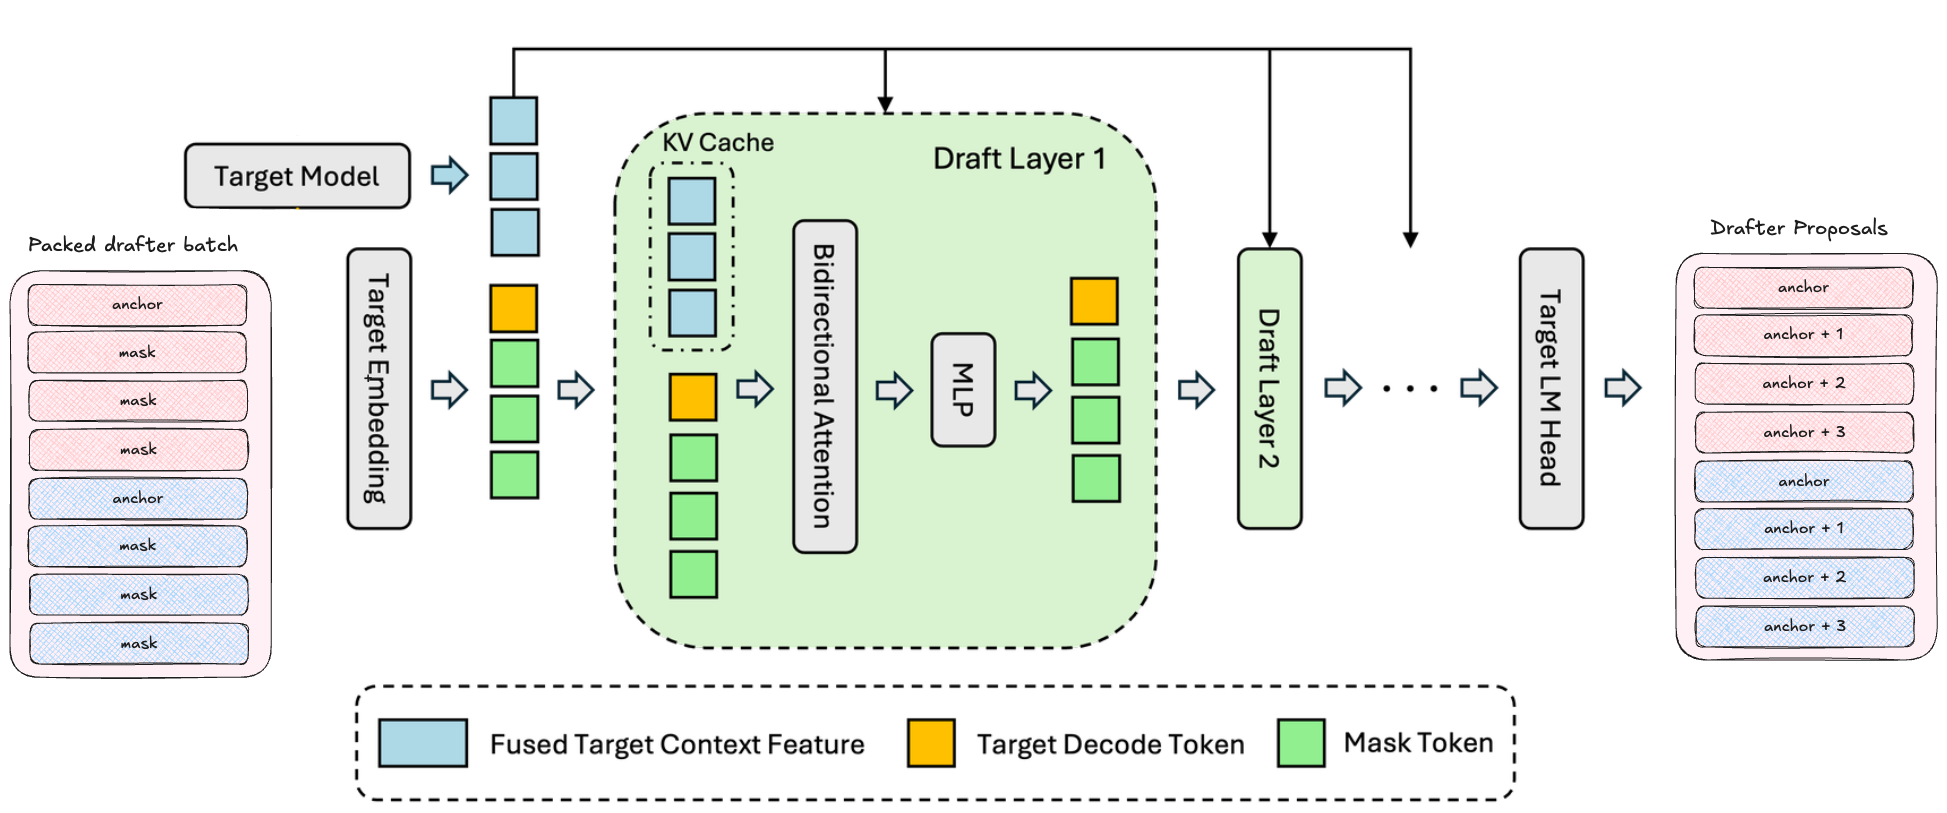 Packed drafter batch
anchor
mask
mask
mask
anchor
mask
mask
mask
Target Model
Target Embedding
KV Cache
Draft Layer 1
Bidirectional Attention
MLP
Draft Layer 2
Target LM Head
Drafter Proposals
anchor
anchor + 1
anchor + 2
anchor + 3
anchor
anchor + 1
anchor + 2
anchor + 3
Fused Target Context Feature
Target Decode Token
Mask Token